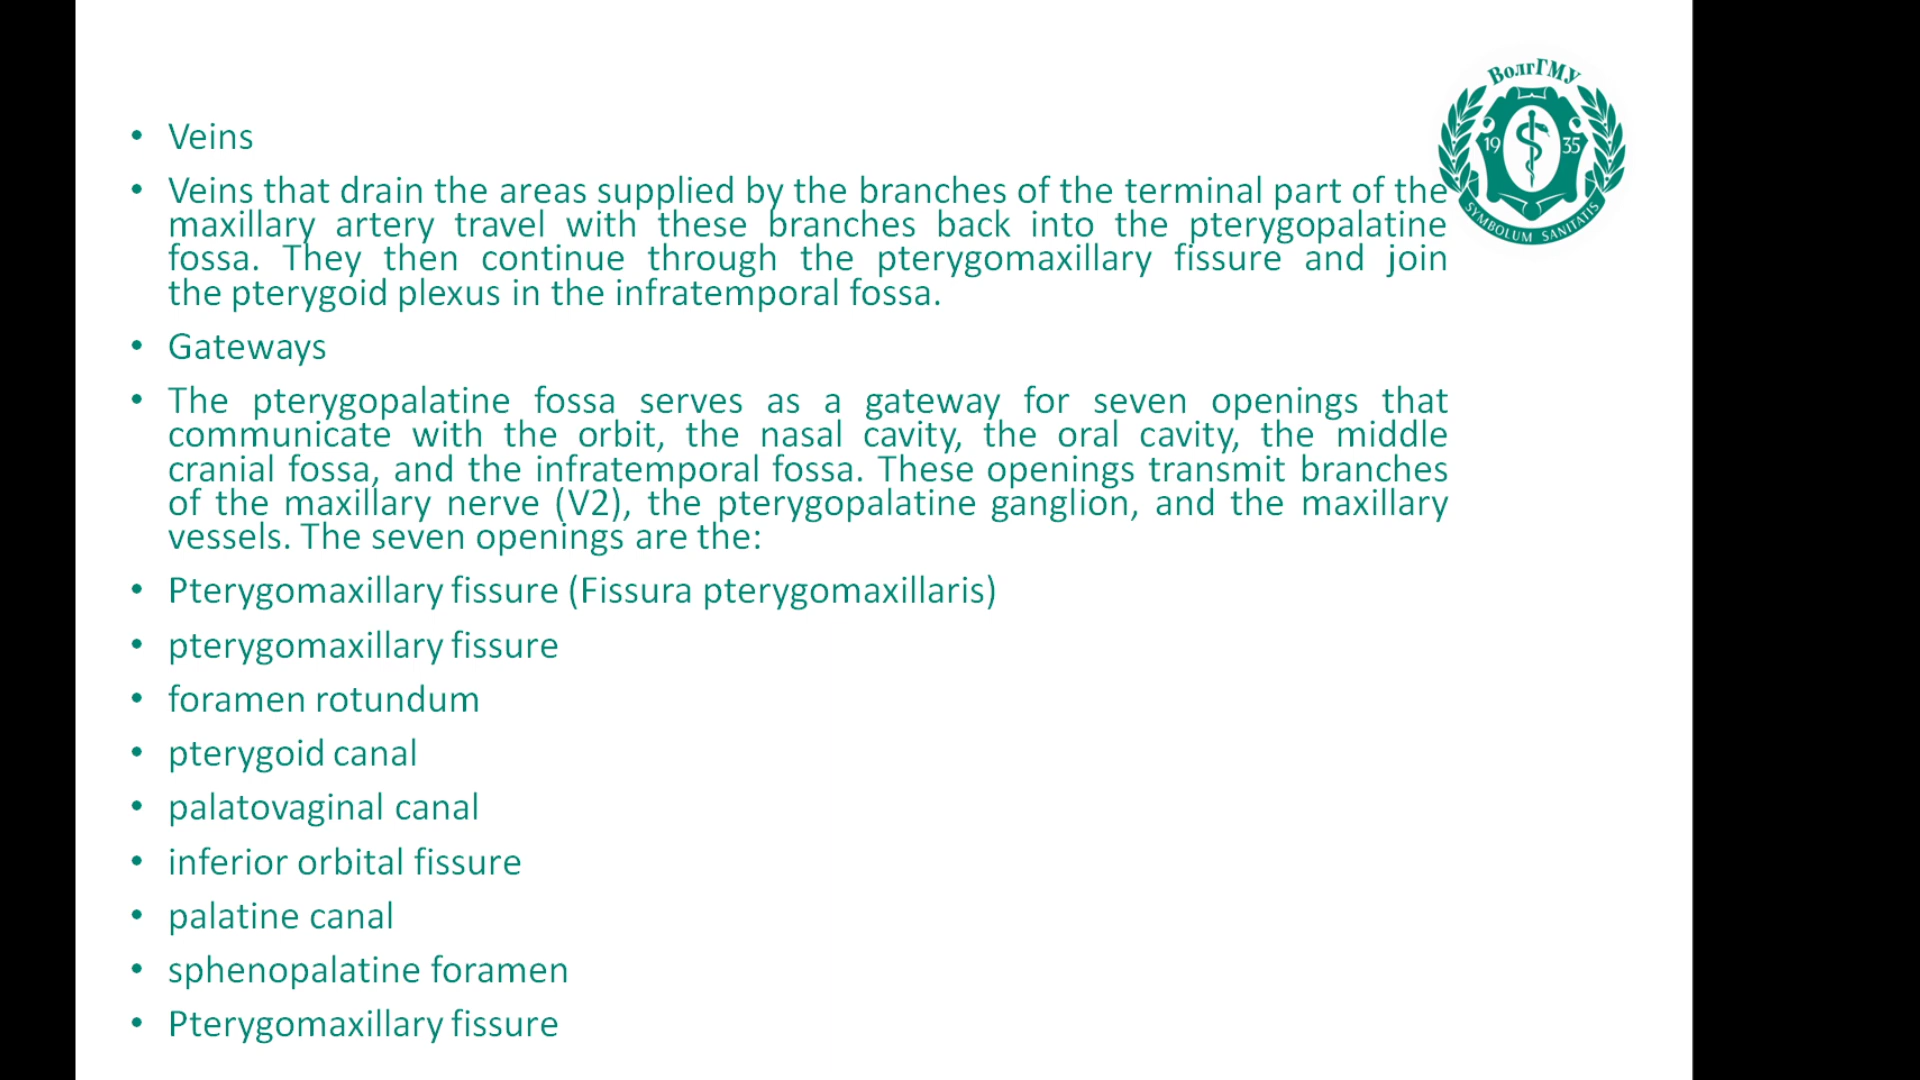 ВолгГМУ
19 35
SYMBOLUM SANITATIS
• Veins
• Veins that drain the areas supplied by the branches of the terminal part of the
maxillary artery travel with these branches back into the pterygopalatine
fossa. They then continue through the pterygomaxillary fissure and join
the pterygoid plexus in the infratemporal fossa.
• Gateways
• The pterygopalatine fossa serves as a gateway for seven openings that
communicate with the orbit, the nasal cavity, the oral cavity, the middle
cranial fossa, and the infratemporal fossa. These openings transmit branches
of the maxillary nerve (V2), the pterygopalatine ganglion, and the maxillary
vessels. The seven openings are the:
• Pterygomaxillary fissure (Fissura pterygomaxillaris)
• pterygomaxillary fissure
• foramen rotundum
• pterygoid canal
• palatovaginal canal
• inferior orbital fissure
• palatine canal
• sphenopalatine foramen
• Pterygomaxillary fissure